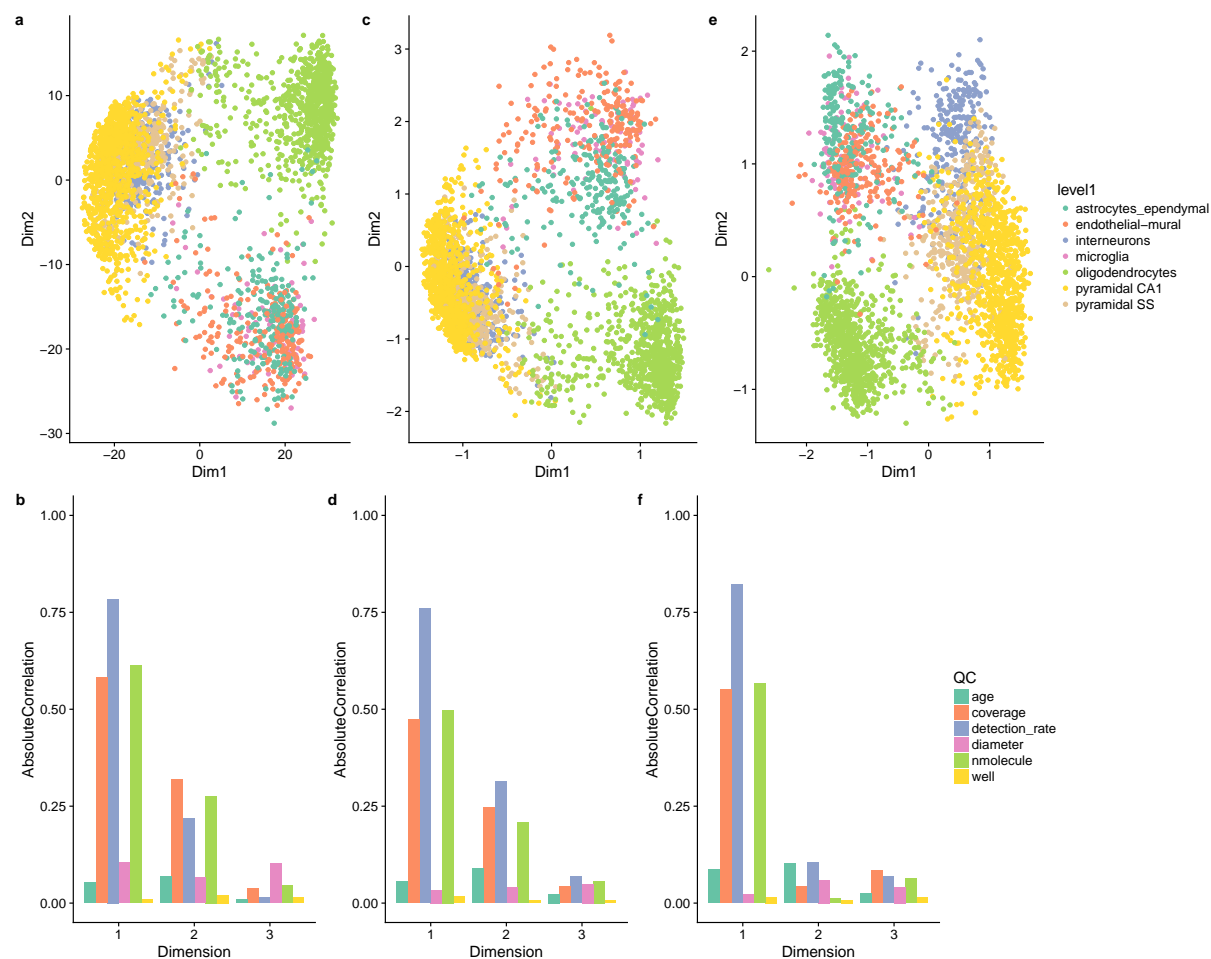 a
10
0
−10
−20
−30
Dim2
−20
0
20
Dim1
c
3
2
1
0
−1
−2
Dim2
−1
0
1
Dim1
e
2
1
0
−1
Dim2
−2
−1
0
1
Dim1
level1
astrocytes_ependymal
endothelial−mural
interneurons
microglia
oligodendrocytes
pyramidal CA1
pyramidal SS
b
1.00
0.75
0.50
0.25
0.00
AbsoluteCorrelation
1
2
3
Dimension
d
1.00
0.75
0.50
0.25
0.00
AbsoluteCorrelation
1
2
3
Dimension
f
1.00
0.75
0.50
0.25
0.00
AbsoluteCorrelation
1
2
3
Dimension
QC
age
coverage
detection_rate
diameter
nmolecule
well